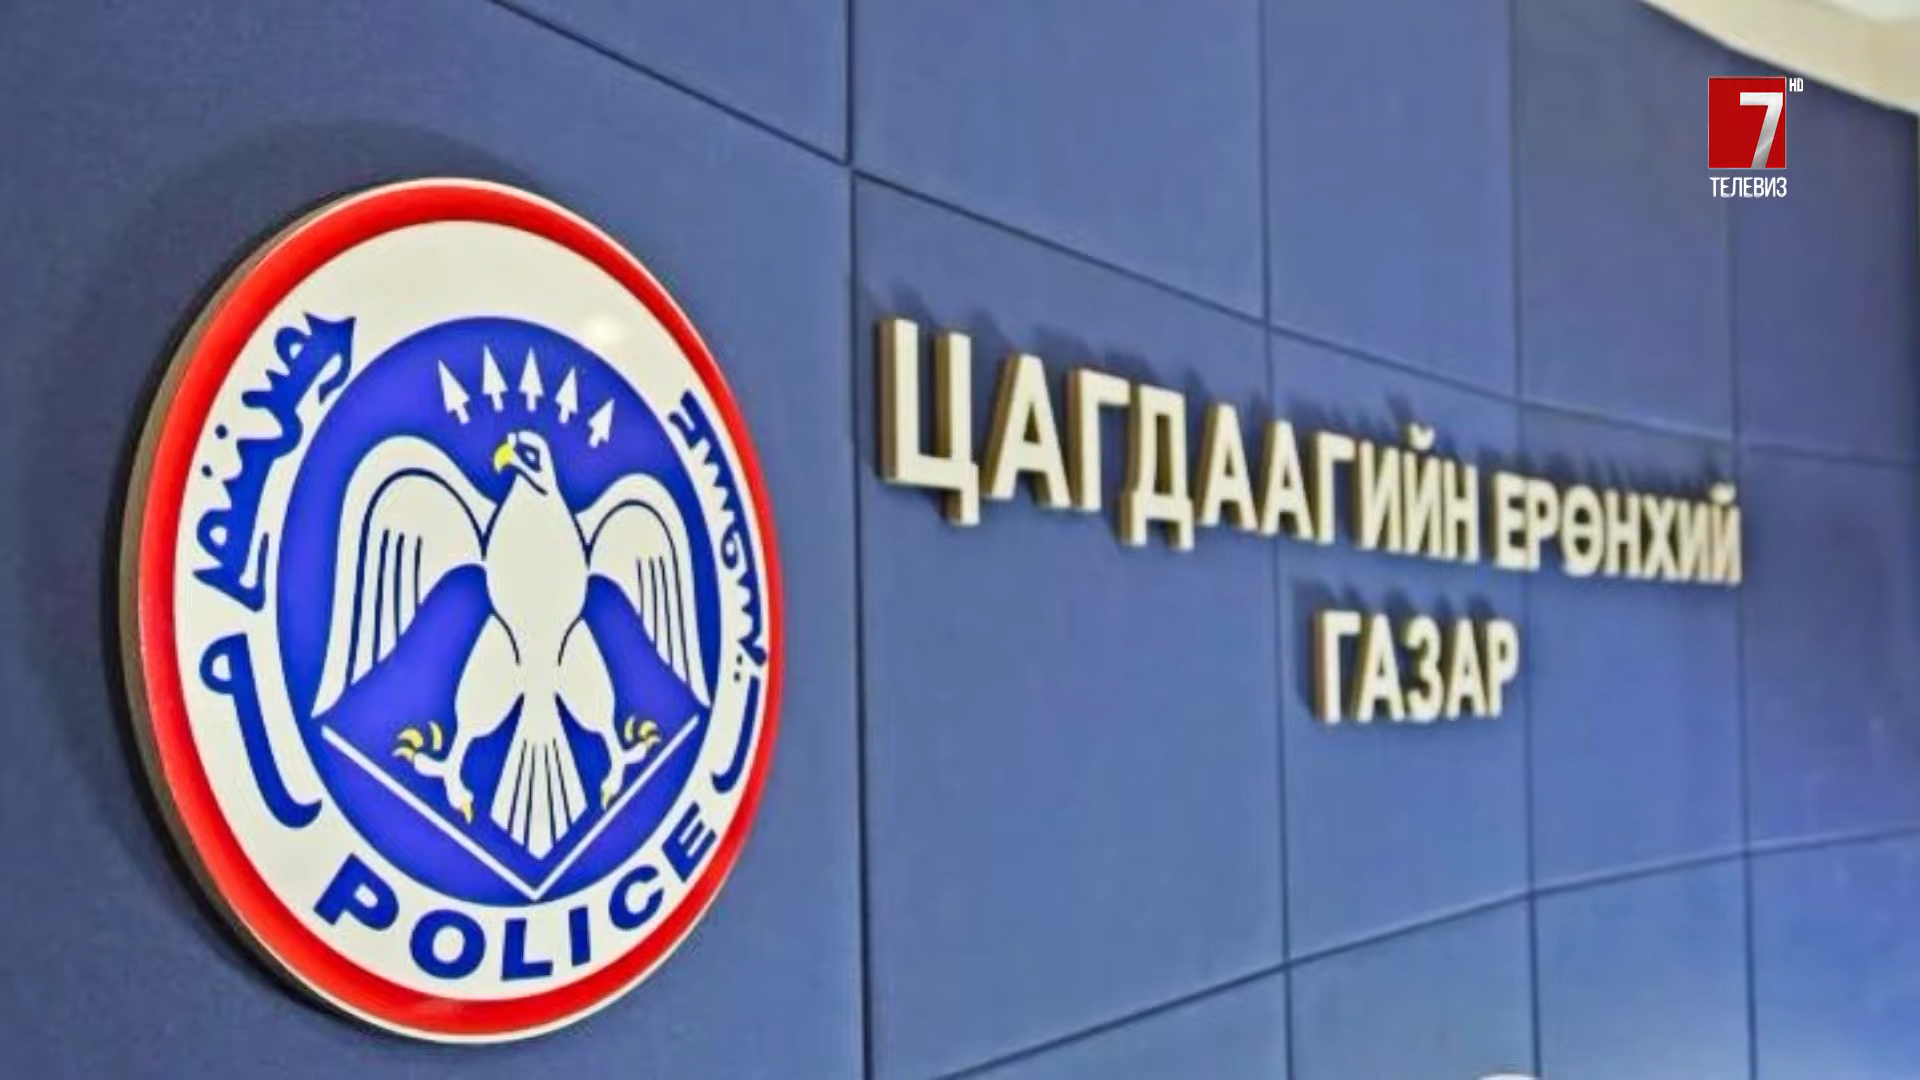 7 HD
ТЕЛЕВИЗ
ЦАГДААГИЙН ЕРӨНХИЙ
ГАЗАР
POLICE